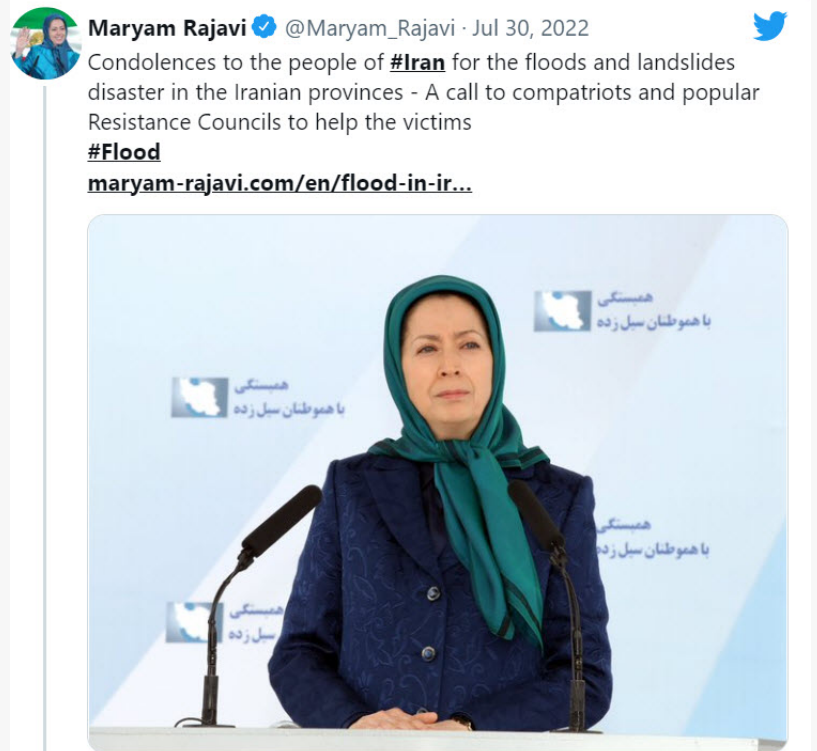 Maryam Rajavi @Maryam_Rajavi · Jul 30, 2022
Condolences to the people of #Iran for the floods and landslides
disaster in the Iranian provinces - A call to compatriots and popular
Resistance Councils to help the victims
#Flood
maryam-rajavi.com/en/flood-in-ir...
همبستگی
با هموطنان سیل زده
همبستگی
با هموطنان سیل زده
همبستگی
با هموطنان سیل زده
همبستگی
سیل زده